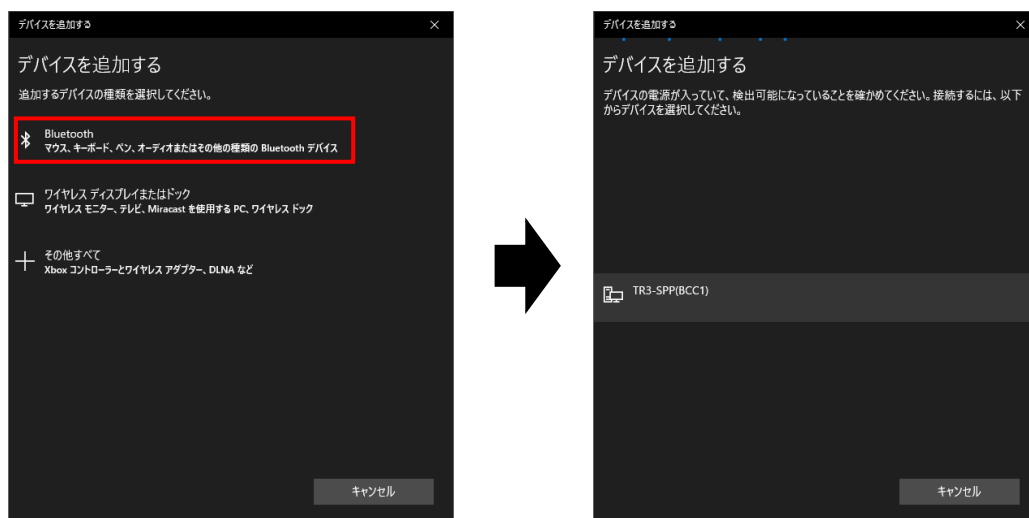 デバイスを追加する
デバイスを追加する
追加するデバイスの種類を選択してください。
Bluetooth
マウス、キーボード、ペン、オーディオまたはその他の種類の Bluetooth デバイス
ワイヤレス ディスプレイまたはドック
ワイヤレス モニター、テレビ、Miracast を使用する PC、ワイヤレス ドック
その他すべて
Xbox コントローラーとワイヤレス アダプター、DLNA など
キャンセル
デバイスを追加する
デバイスを追加する
デバイスの電源が入っていて、検出可能になっていることを確かめてください。接続するには、以下
からデバイスを選択してください。
TR3-SPP(BCC1)
キャンセル